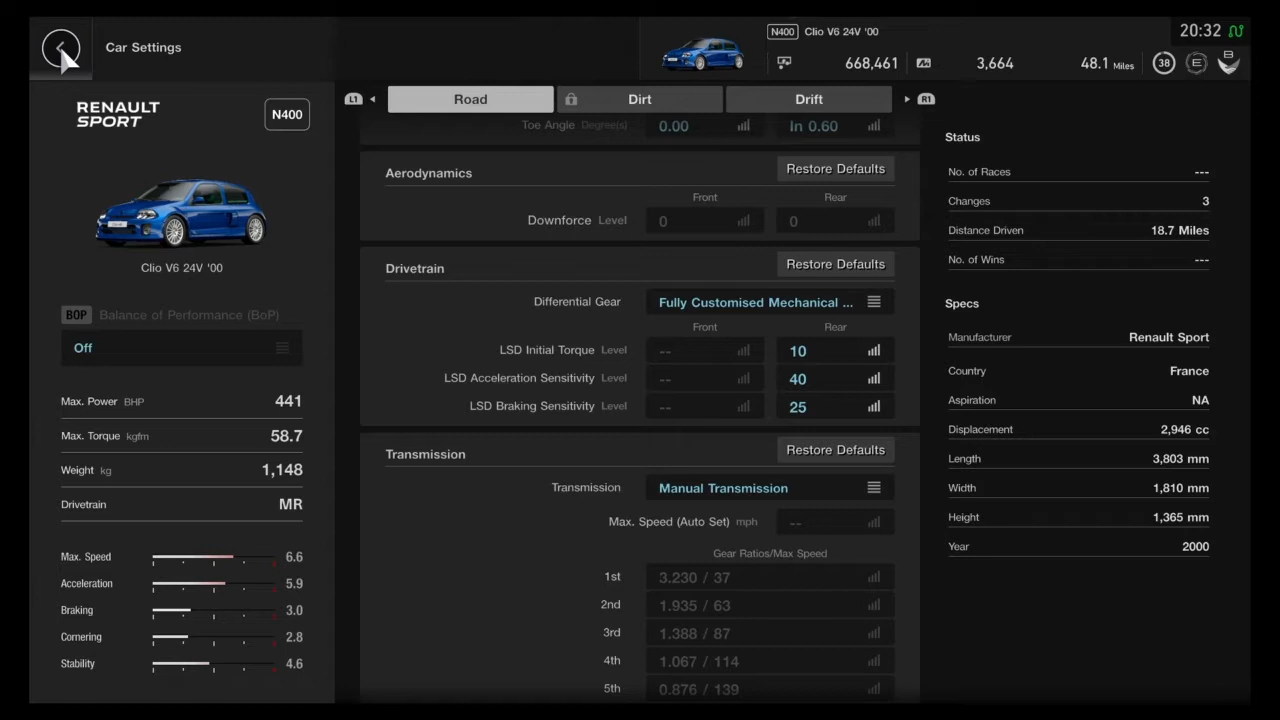 Car Settings
N400 Clio V6 24V '00
668,461 3,664 48.1 Miles 38 E B
20:32
RENAULT
SPORT
N400
Clio V6 24V '00
BOP Balance of Performance (BoP)
Off
Max. Power BHP 441
Max. Torque kgfm 58.7
Weight kg 1,148
Drivetrain MR
Max. Speed 6.6
Acceleration 5.9
Braking 3.0
Cornering 2.8
Stability 4.6
L1 Road Dirt Drift R1
Toe Angle Degree(s) 0.00 In 0.60
Aerodynamics Restore Defaults
Front Rear
Downforce Level 0 0
Drivetrain Restore Defaults
Differential Gear Fully Customised Mechanical ...
Front Rear
LSD Initial Torque Level -- 10
LSD Acceleration Sensitivity Level -- 40
LSD Braking Sensitivity Level -- 25
Transmission Restore Defaults
Transmission Manual Transmission
Max. Speed (Auto Set) mph --
Gear Ratios/Max Speed
1st 3.230 / 37
2nd 1.935 / 63
3rd 1.388 / 87
4th 1.067 / 114
5th 0.876 / 139
Status
No. of Races ---
Changes 3
Distance Driven 18.7 Miles
No. of Wins ---
Specs
Manufacturer Renault Sport
Country France
Aspiration NA
Displacement 2,946 cc
Length 3,803 mm
Width 1,810 mm
Height 1,365 mm
Year 2000